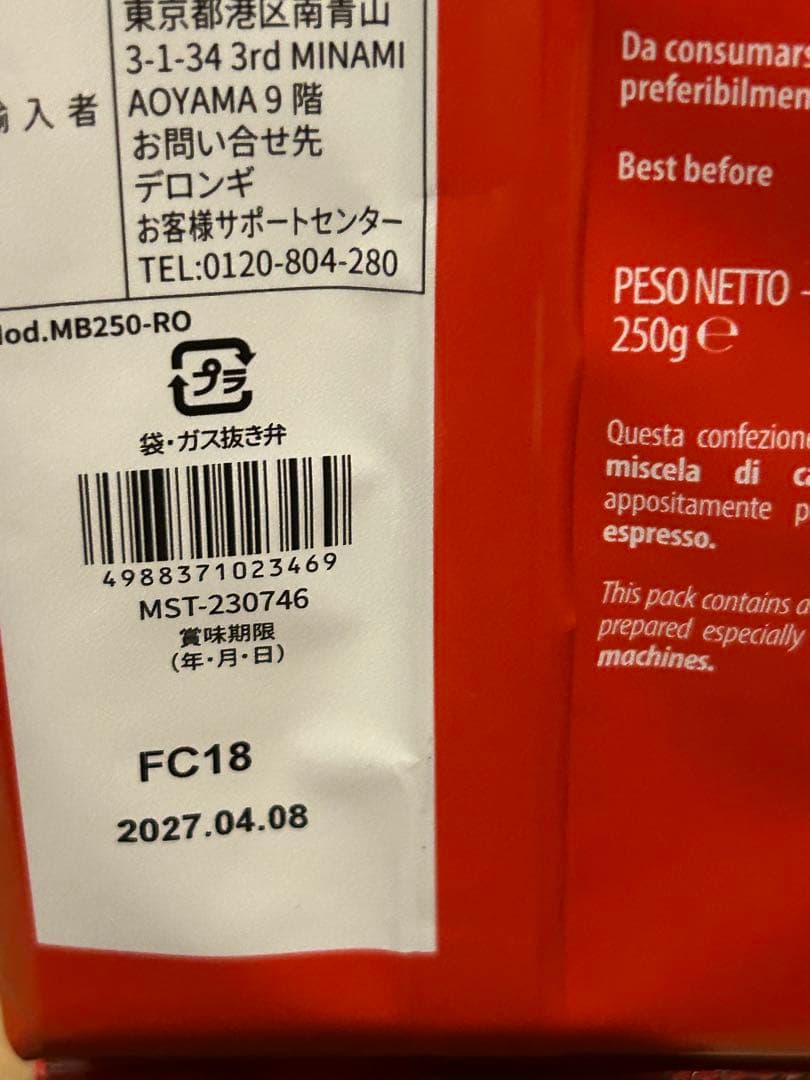 東京都港区南青山
3-1-34 3rd MINAMI
AOYAMA 9 階
入者
お問い合せ先
デロンギ
お客様サポートセンター
TEL:0120-804-280
od.MB250-RO
プラ
袋・ガス抜き弁
4988371023469
MST-230746
賞味期限
(年・月・日)
FC18
2027.04.08
Da consumars
preferibilmen
Best before
PESO NETTO -
250g ℮
Questa confezione
miscela di ca
appositamente p
espresso.
This pack contains a
prepared especially
machines.